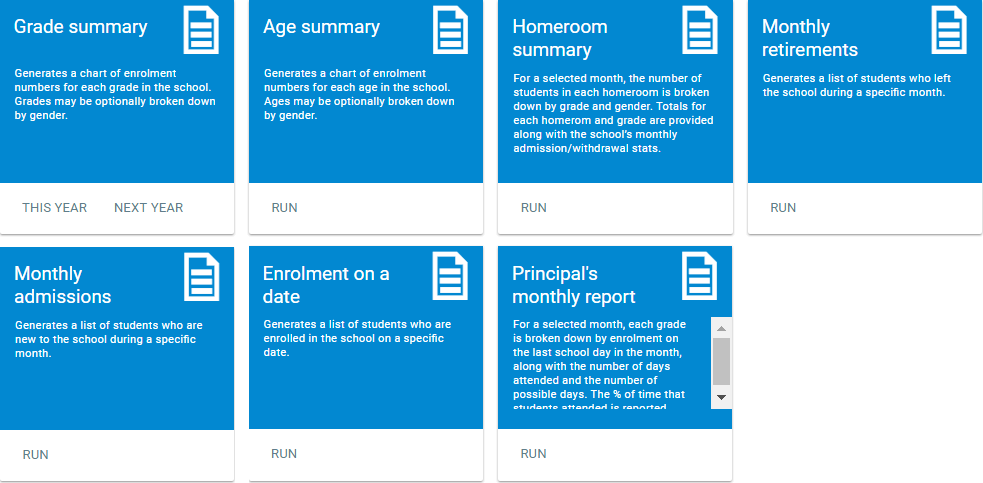 Grade summary
Generates a chart of enrolment
numbers for each grade in the school.
Grades may be optionally broken down
by gender.
THIS YEAR NEXT YEAR
Age summary
Generates a chart of enrolment
numbers for each age in the school.
Ages may be optionally broken down
by gender.
RUN
Homeroom
summary
For a selected month, the number of
students in each homeroom is broken
down by grade and gender. Totals for
each homerom and grade are provided
along with the school's monthly
admission/withdrawal stats.
RUN
Monthly
retirements
Generates a list of students who left
the school during a specific month.
RUN
Monthly
admissions
Generates a list of students who are
new to the school during a specific
month.
RUN
Enrolment on a
date
Generates a list of students who are
enrolled in the school on a specific
date.
RUN
Principal's
monthly report
For a selected month, each grade
is broken down by enrolment on
the last school day in the month,
along with the number of days
attended and the number of
possible days. The % of time that
students attended is reported
RUN